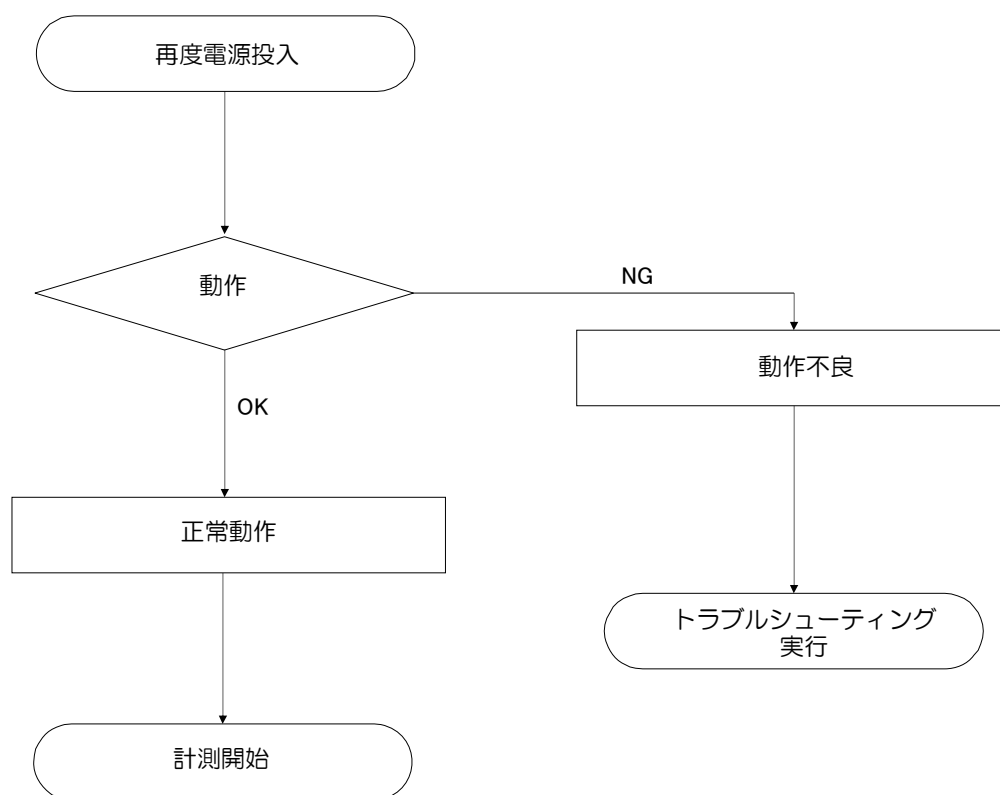 再度電源投入
動作
NG
動作不良
OK
正常動作
トラブルシューティング
実行
計測開始